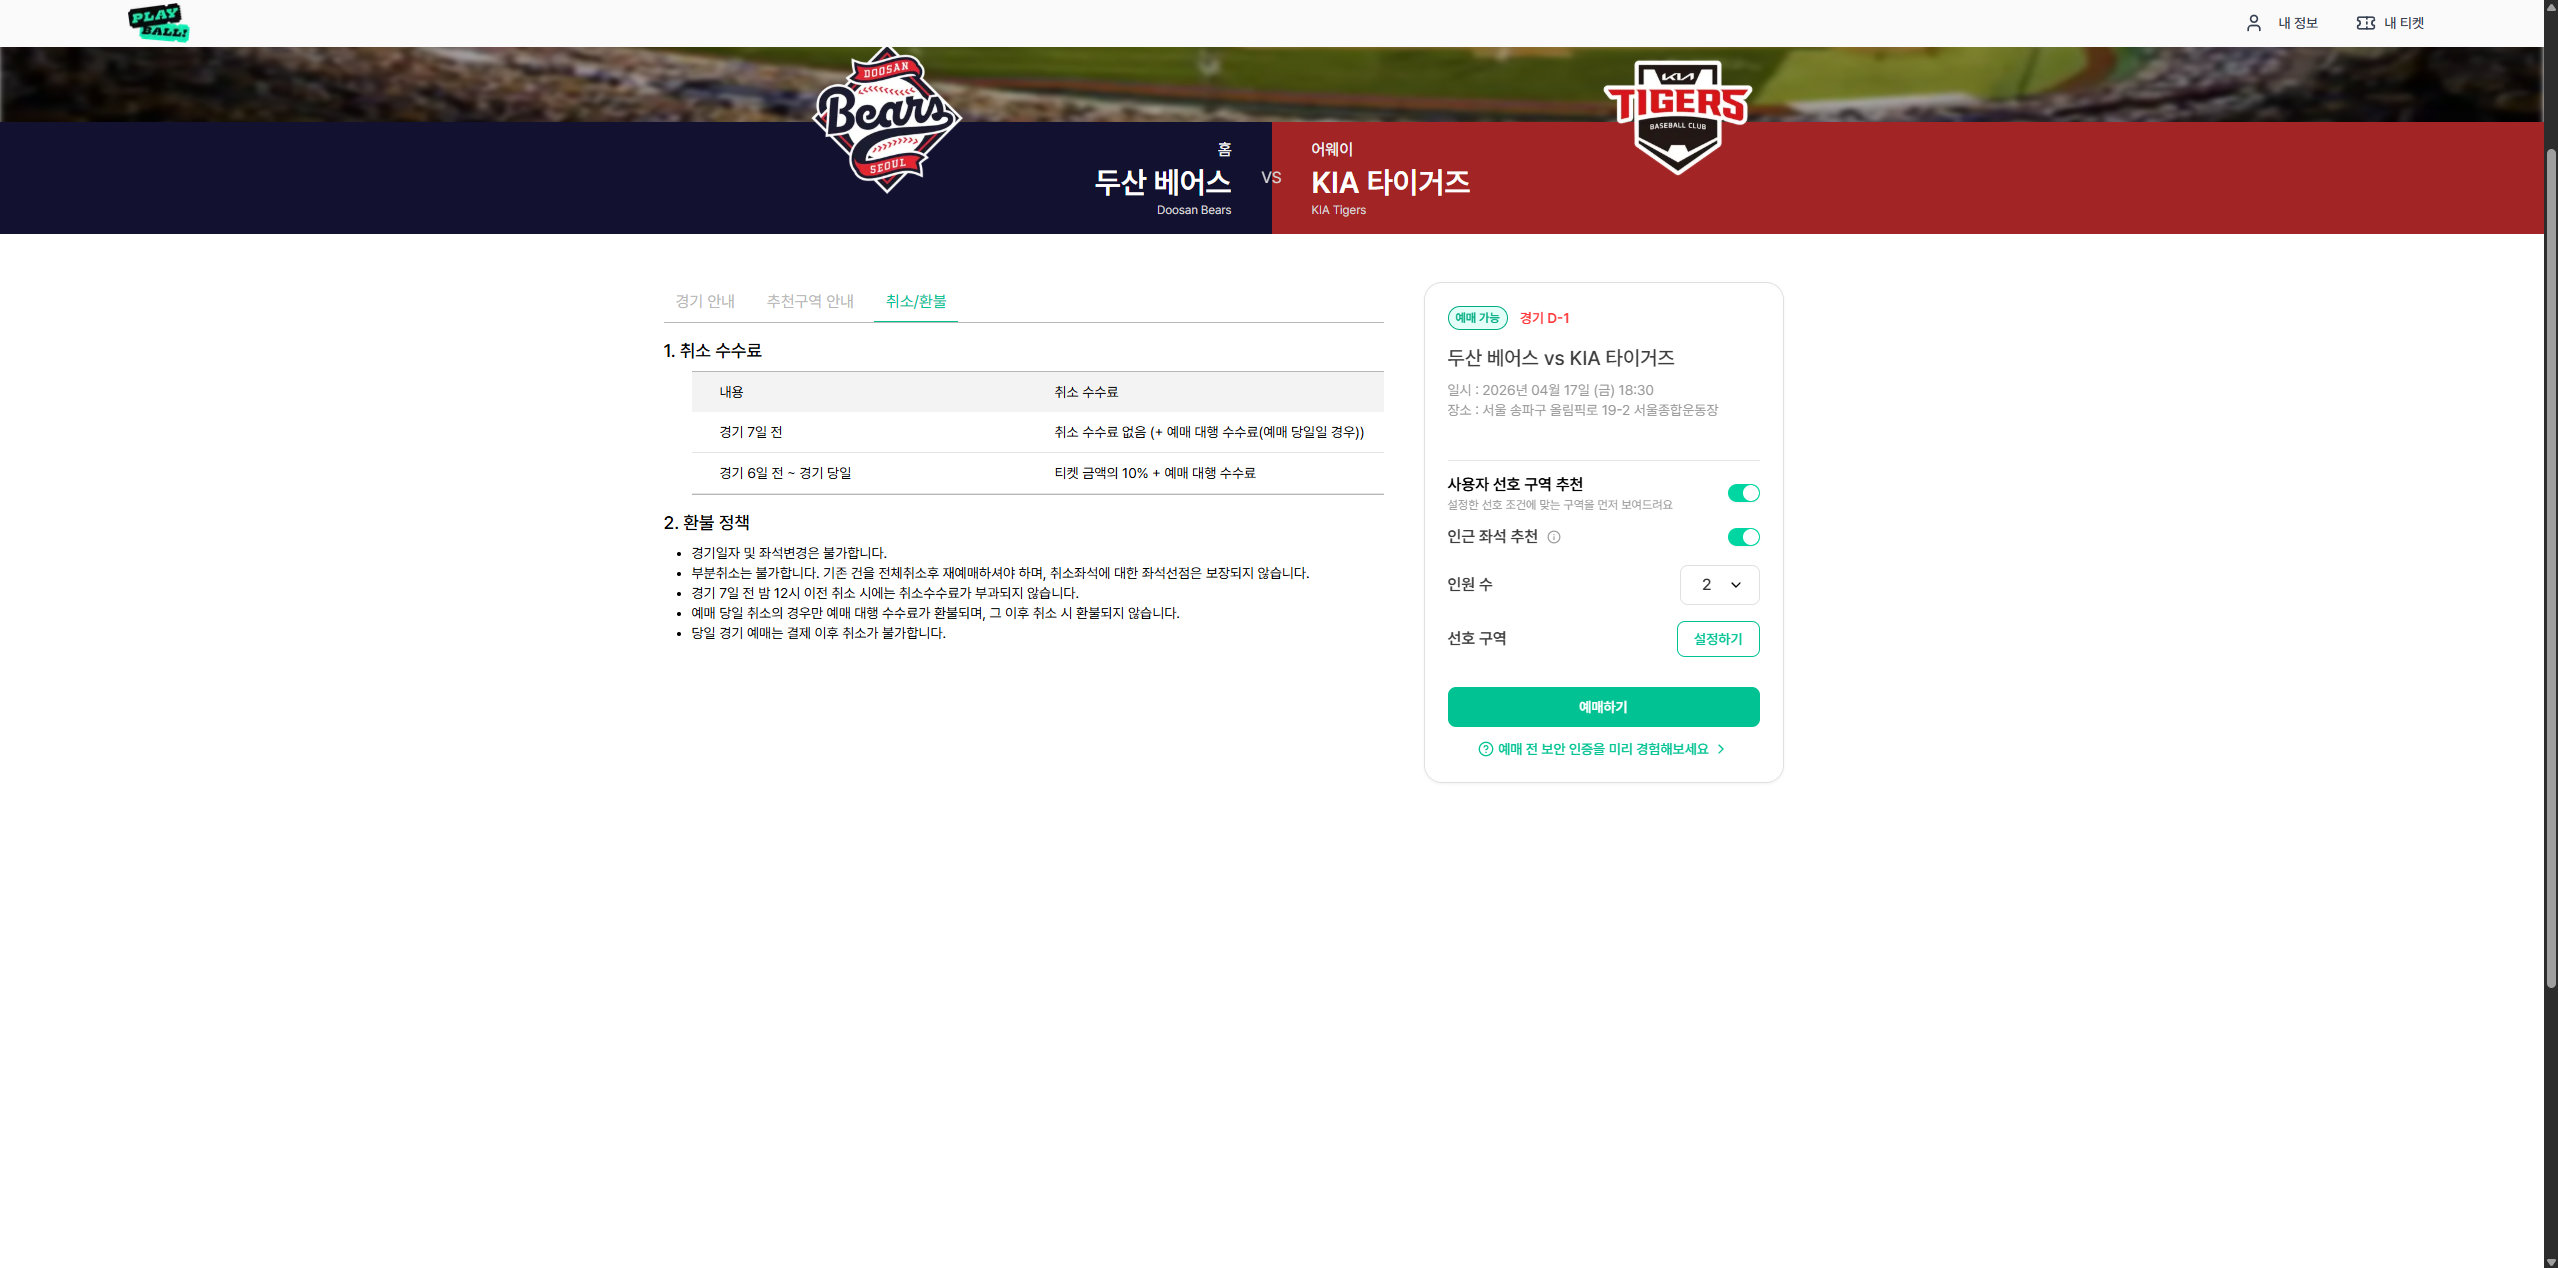 PLAY
BALL!
내 정보
내 티켓
DOOSAN
Bears
SEOUL
KIA
TIGERS
BASEBALL CLUB
홈
두산 베어스
Doosan Bears
VS
어웨이
KIA 타이거즈
KIA Tigers
경기 안내
추천구역 안내
취소/환불
1. 취소 수수료
내용
취소 수수료
경기 7일 전
취소 수수료 없음 (+ 예매 대행 수수료(예매 당일일 경우))
경기 6일 전 ~ 경기 당일
티켓 금액의 10% + 예매 대행 수수료
2. 환불 정책
• 경기일자 및 좌석변경은 불가합니다.
• 부분취소는 불가합니다. 기존 건을 전체취소후 재예매하셔야 하며, 취소좌석에 대한 좌석선점은 보장되지 않습니다.
• 경기 7일 전 밤 12시 이전 취소 시에는 취소수수료가 부과되지 않습니다.
• 예매 당일 취소의 경우만 예매 대행 수수료가 환불되며, 그 이후 취소 시 환불되지 않습니다.
• 당일 경기 예매는 결제 이후 취소가 불가합니다.
예매 가능
경기 D-1
두산 베어스 vs KIA 타이거즈
일시 : 2026년 04월 17일 (금) 18:30
장소 : 서울 송파구 올림픽로 19-2 서울종합운동장
사용자 선호 구역 추천
설정한 선호 조건에 맞는 구역을 먼저 보여드려요
인근 좌석 추천
인원 수
2
선호 구역
설정하기
예매하기
예매 전 보안 인증을 미리 경험해보세요